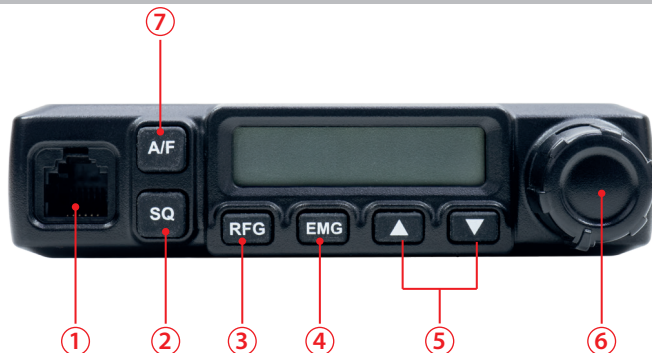 ⑦
A/F
SQ
RFG EMG ▲ ▼
① ② ③ ④ ⑤ ⑥